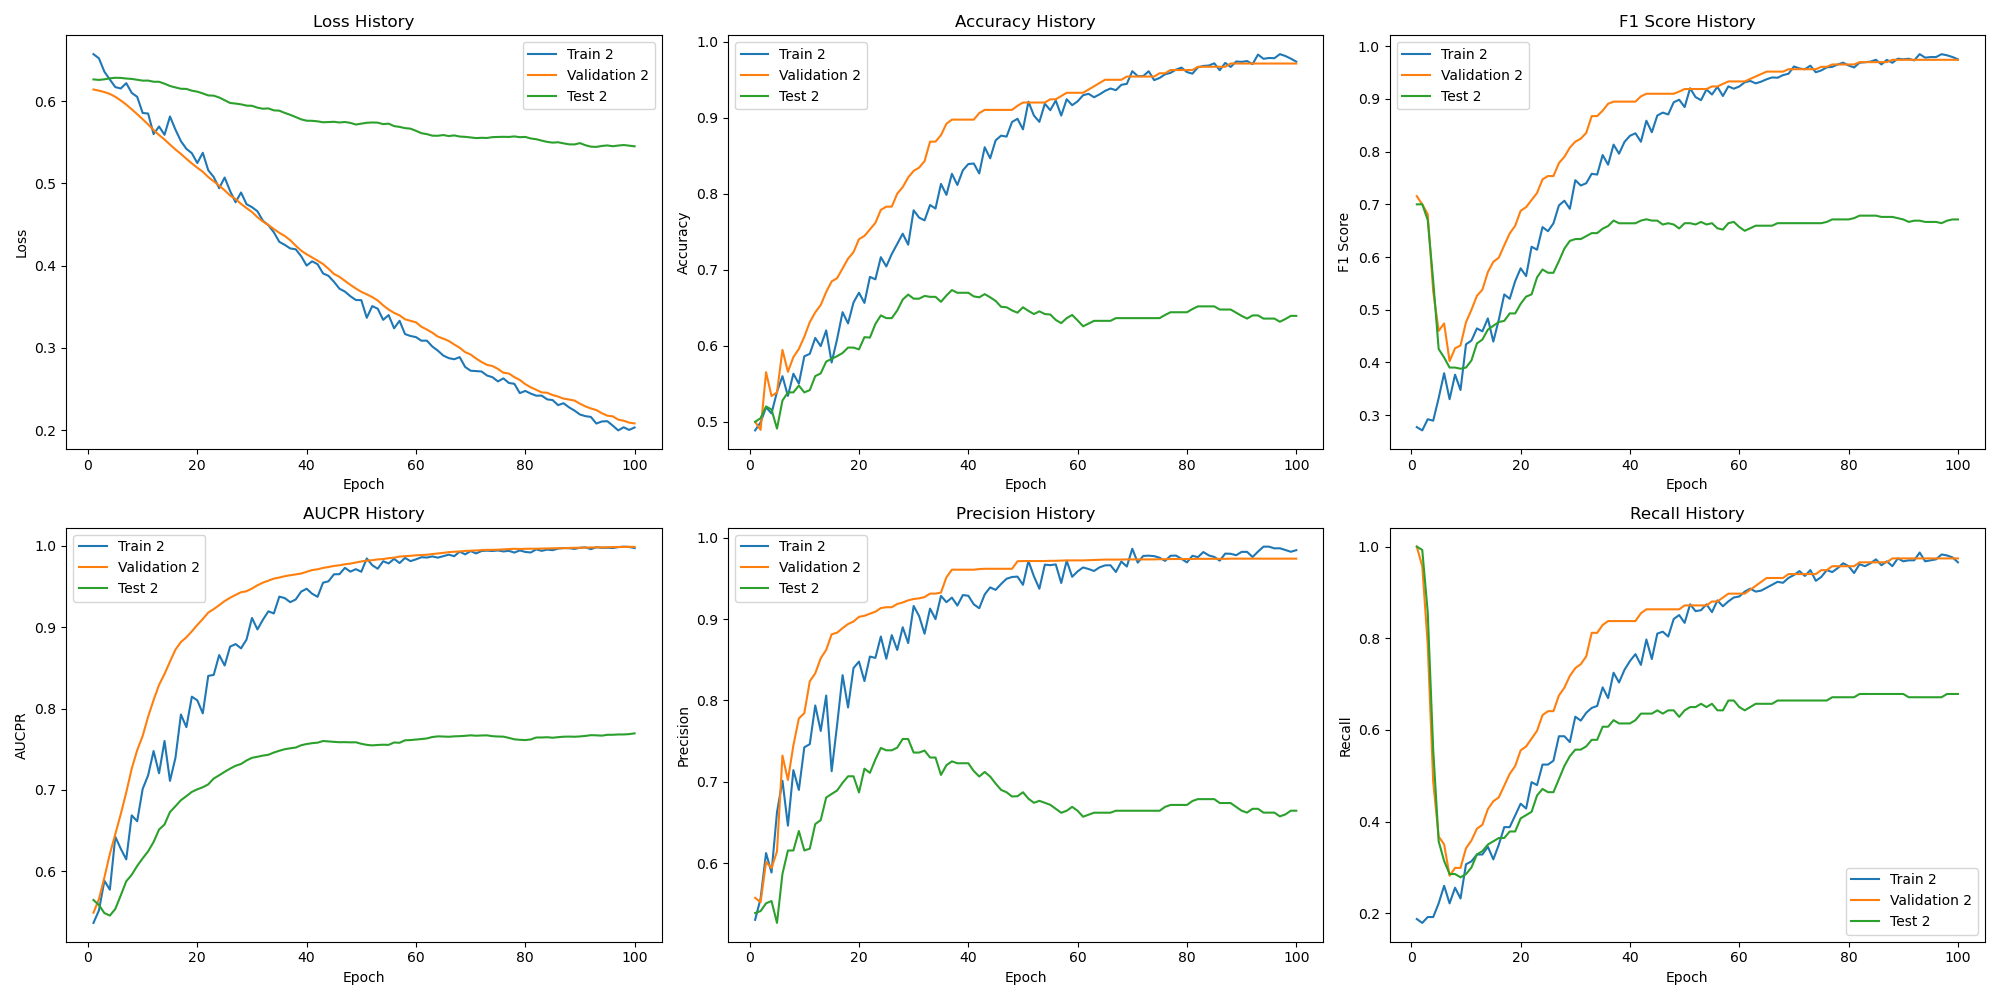 Loss History
Train 2
Validation 2
Test 2
0.6
0.5
0.4
0.3
0.2
Loss
0 20 40 60 80 100
Epoch
Accuracy History
Train 2
Validation 2
Test 2
1.0
0.9
0.8
0.7
0.6
0.5
Accuracy
0 20 40 60 80 100
Epoch
F1 Score History
Train 2
Validation 2
Test 2
1.0
0.9
0.8
0.7
0.6
0.5
0.4
0.3
F1 Score
0 20 40 60 80 100
Epoch
AUCPR History
Train 2
Validation 2
Test 2
1.0
0.9
0.8
0.7
0.6
AUCPR
0 20 40 60 80 100
Epoch
Precision History
Train 2
Validation 2
Test 2
1.0
0.9
0.8
0.7
0.6
Precision
0 20 40 60 80 100
Epoch
Recall History
1.0
0.8
0.6
0.4
0.2
Recall
Train 2
Validation 2
Test 2
0 20 40 60 80 100
Epoch